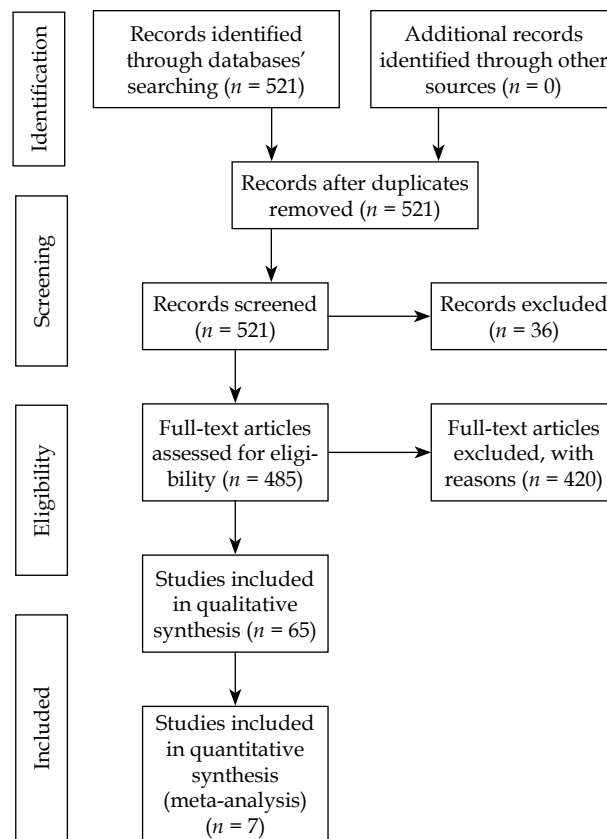 Identification
Records identified
through databases’
searching (n = 521)
Additional records
identified through other
sources (n = 0)
Records after duplicates
removed (n = 521)
Screening
Records screened
(n = 521)
Records excluded
(n = 36)
Eligibility
Full-text articles
assessed for eligi-
bility (n = 485)
Full-text articles
excluded, with
reasons (n = 420)
Studies included
in qualitative
synthesis (n = 65)
Included
Studies included
in quantitative
synthesis
(meta-analysis)
(n = 7)